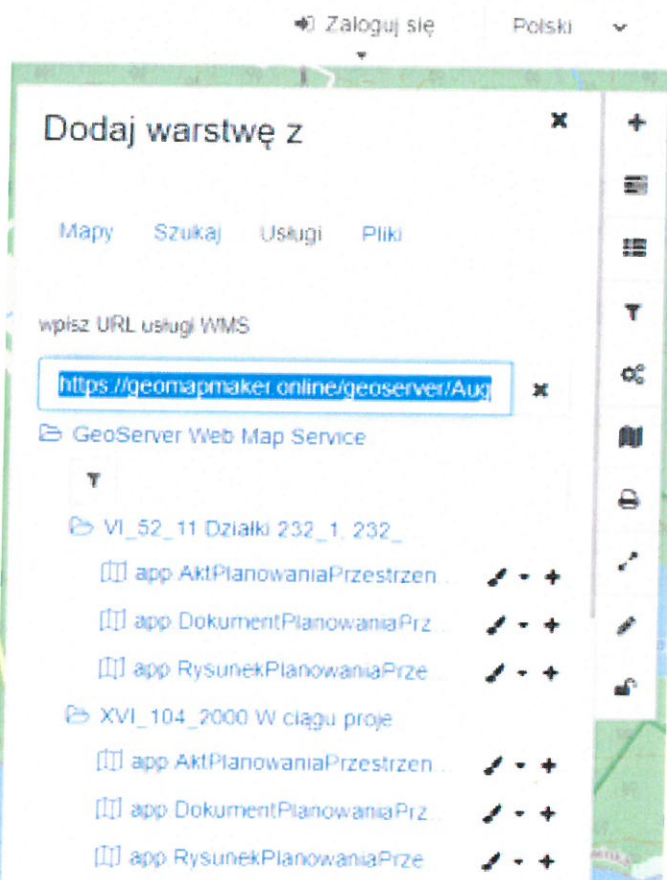 Zaloguj się Polski
Dodaj warstwę z
Mapy Szukaj Usługi Pliki
wpisz URL usługi WMS
https://geomapmaker.online/geoserver/Aug
GeoServer Web Map Service
VI_52_11 Działki 232_1, 232_
app AktPlanowaniaPrzestrzen...
app DokumentPlanowaniaPrz...
app RysunekPlanowaniaPrze...
XVI_104_2000 W ciągu proje
app AktPlanowaniaPrzestrzen...
app DokumentPlanowaniaPrz...
app RysunekPlanowaniaPrze...